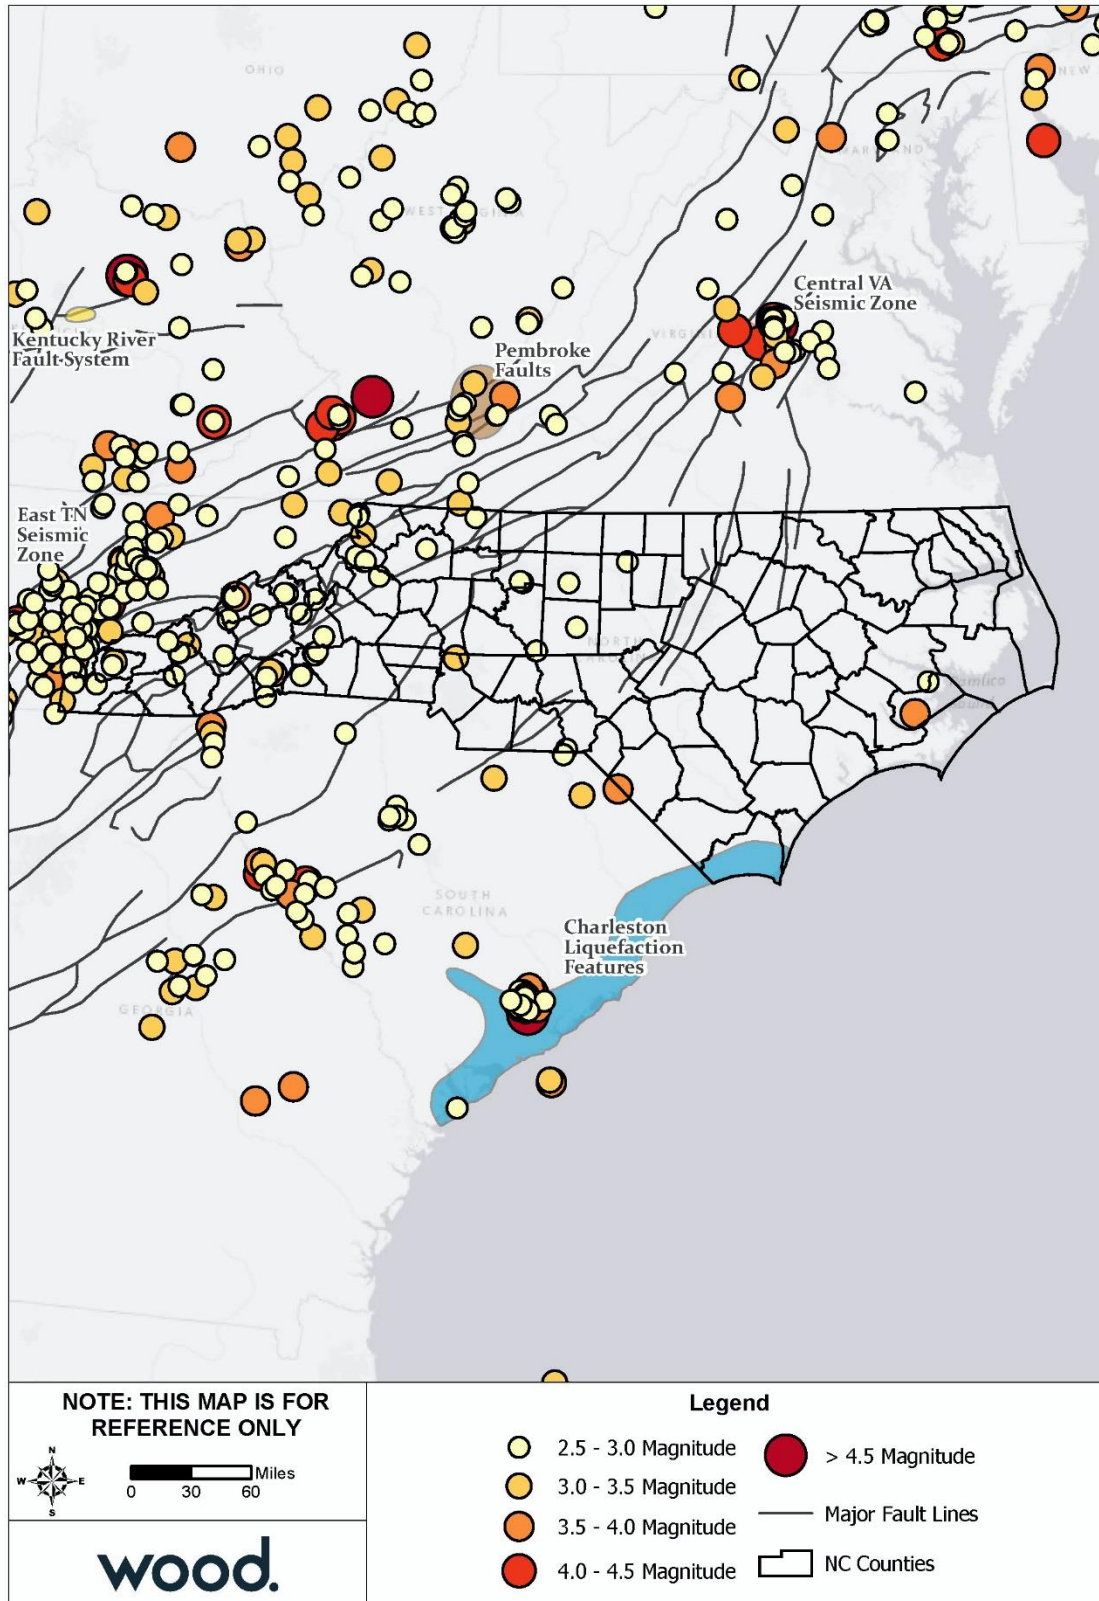 OHIO
NEW
MARYLAND
WEST VIRGINIA
Central VA
Seismic Zone
VIRGINIA
Kentucky River
Fault System
Pembroke
Faults
East TN
Seismic
Zone
NORTH
CAROLINA
Pamlico
Sound
SOUTH
CAROLINA
Charleston
Liquefaction
Features
GEORGIA
NOTE: THIS MAP IS FOR
REFERENCE ONLY
N
W E
S
Miles
0 30 60
wood.
Legend
2.5 - 3.0 Magnitude
3.0 - 3.5 Magnitude
3.5 - 4.0 Magnitude
4.0 - 4.5 Magnitude
> 4.5 Magnitude
Major Fault Lines
NC Counties